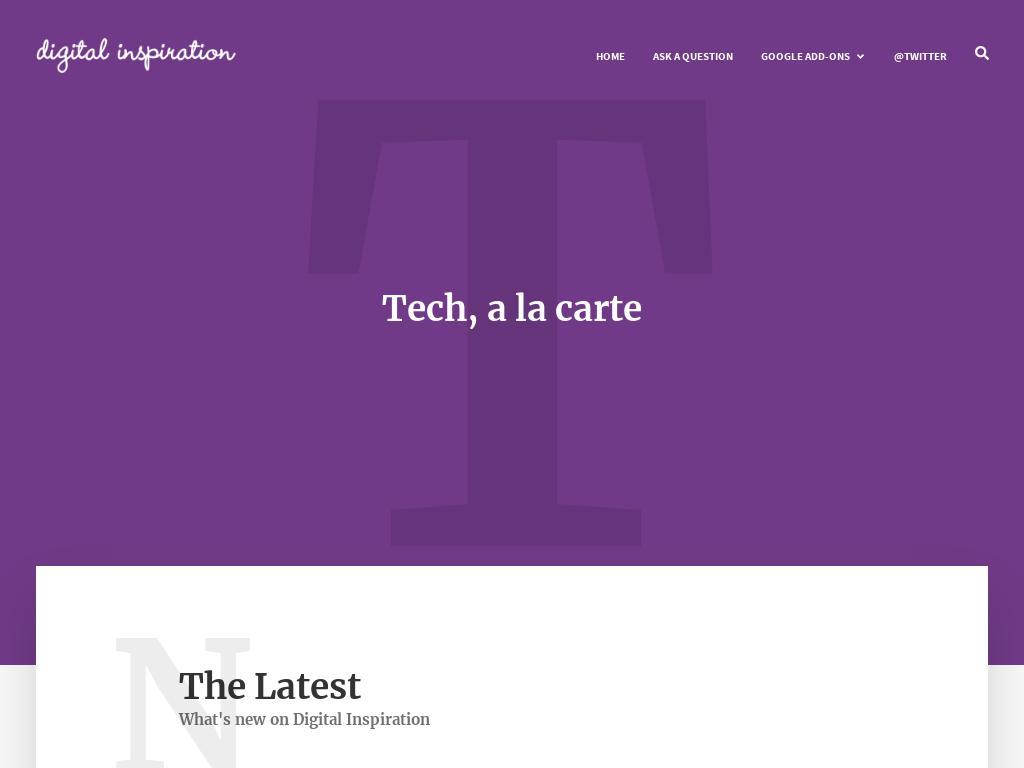 digital inspiration
HOME ASK A QUESTION GOOGLE ADD-ONS @TWITTER
T
Tech, a la carte
N
The Latest
What's new on Digital Inspiration